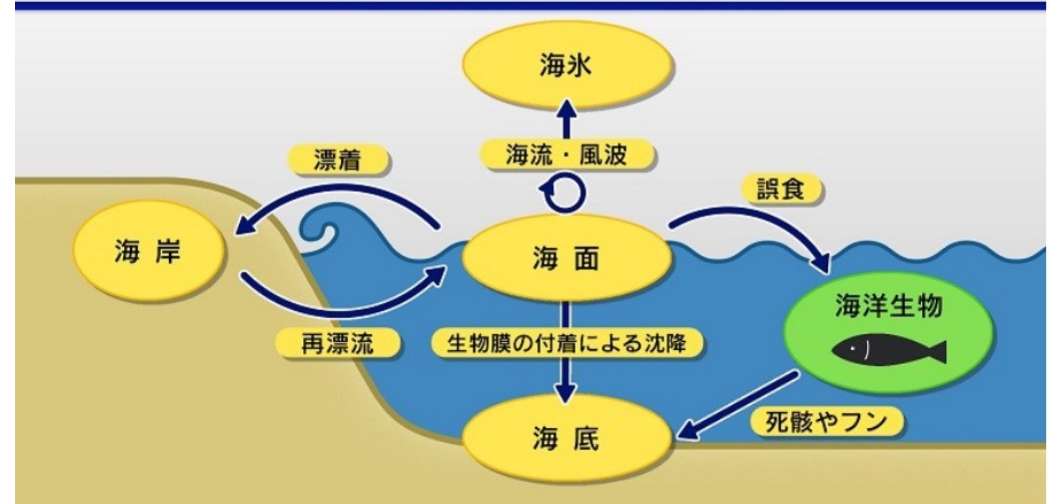 海氷
海流・風波
漂着
誤食
海岸
海面
海洋生物
再漂流
生物膜の付着による沈降
死骸やフン
海底